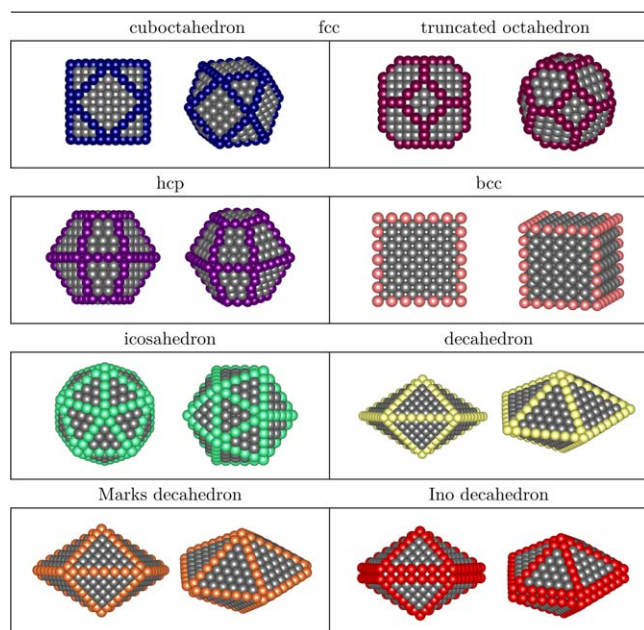 cuboctahedron fcc truncated octahedron
hcp bcc
icosahedron decahedron
Marks decahedron Ino decahedron